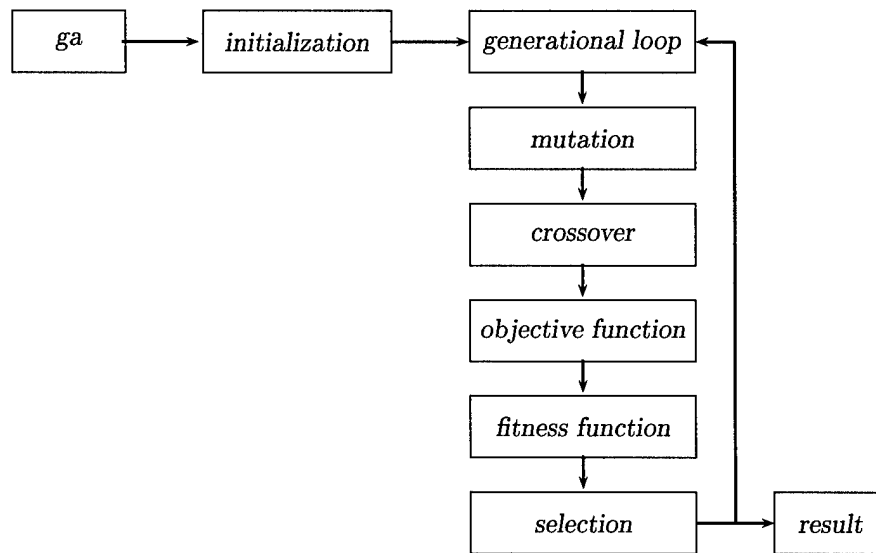 ga
initialization
generational loop
mutation
crossover
objective function
fitness function
selection
result